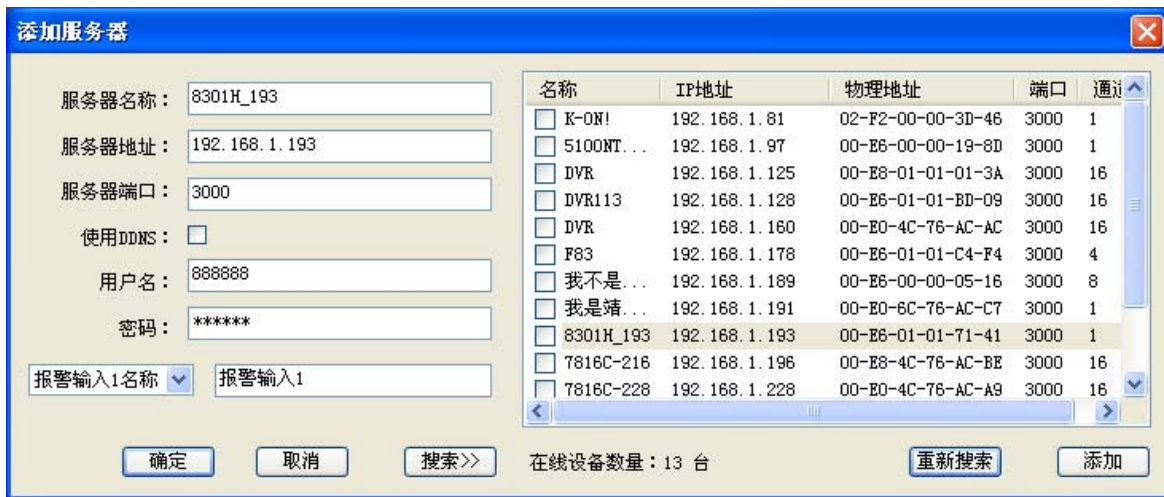 添加服务器
服务器名称： 8301H_193
服务器地址： 192.168.1.193
服务器端口： 3000
使用DDNS：
用户名： 888888
密码： ******
报警输入1名称 报警输入1
确定 取消 搜索>>
名称 IP地址 物理地址 端口 通道
K-ON! 192.168.1.81 02-F2-00-00-3D-46 3000 1
5100NT... 192.168.1.97 00-E6-00-00-19-8D 3000 1
DVR 192.168.1.125 00-E8-01-01-01-3A 3000 16
DVR113 192.168.1.128 00-E6-01-01-BD-09 3000 16
DVR 192.168.1.160 00-E0-4C-76-AC-AC 3000 16
F83 192.168.1.178 00-E6-01-01-C4-F4 3000 4
我不是... 192.168.1.189 00-E6-00-00-05-16 3000 8
我是靖... 192.168.1.191 00-E0-6C-76-AC-C7 3000 1
8301H_193 192.168.1.193 00-E6-01-01-71-41 3000 1
7816C-216 192.168.1.196 00-E8-4C-76-AC-BE 3000 16
7816C-228 192.168.1.228 00-E0-4C-76-AC-A9 3000 16
在线设备数量：13 台 重新搜索 添加